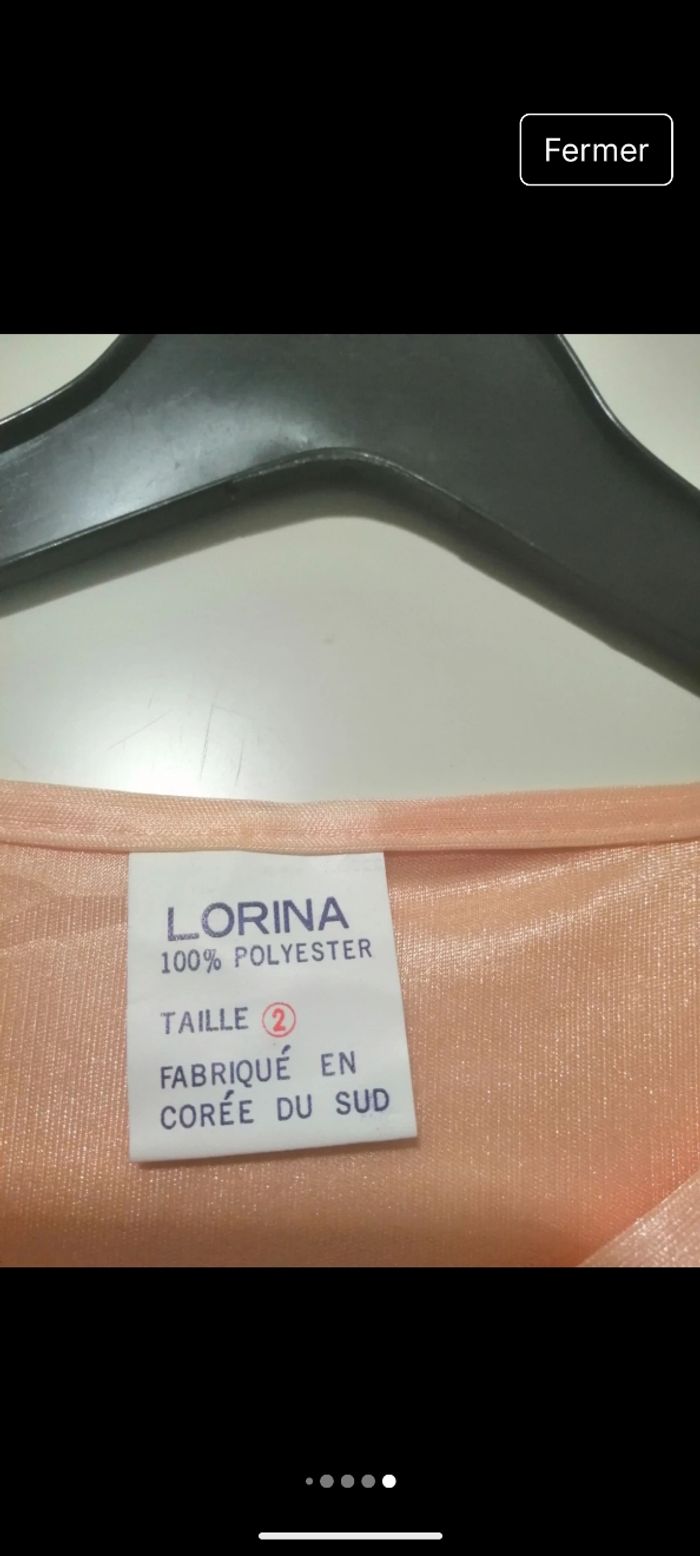 Fermer
LORINA
100% POLYESTER
TAILLE 2
FABRIQUÉ EN
CORÉE DU SUD